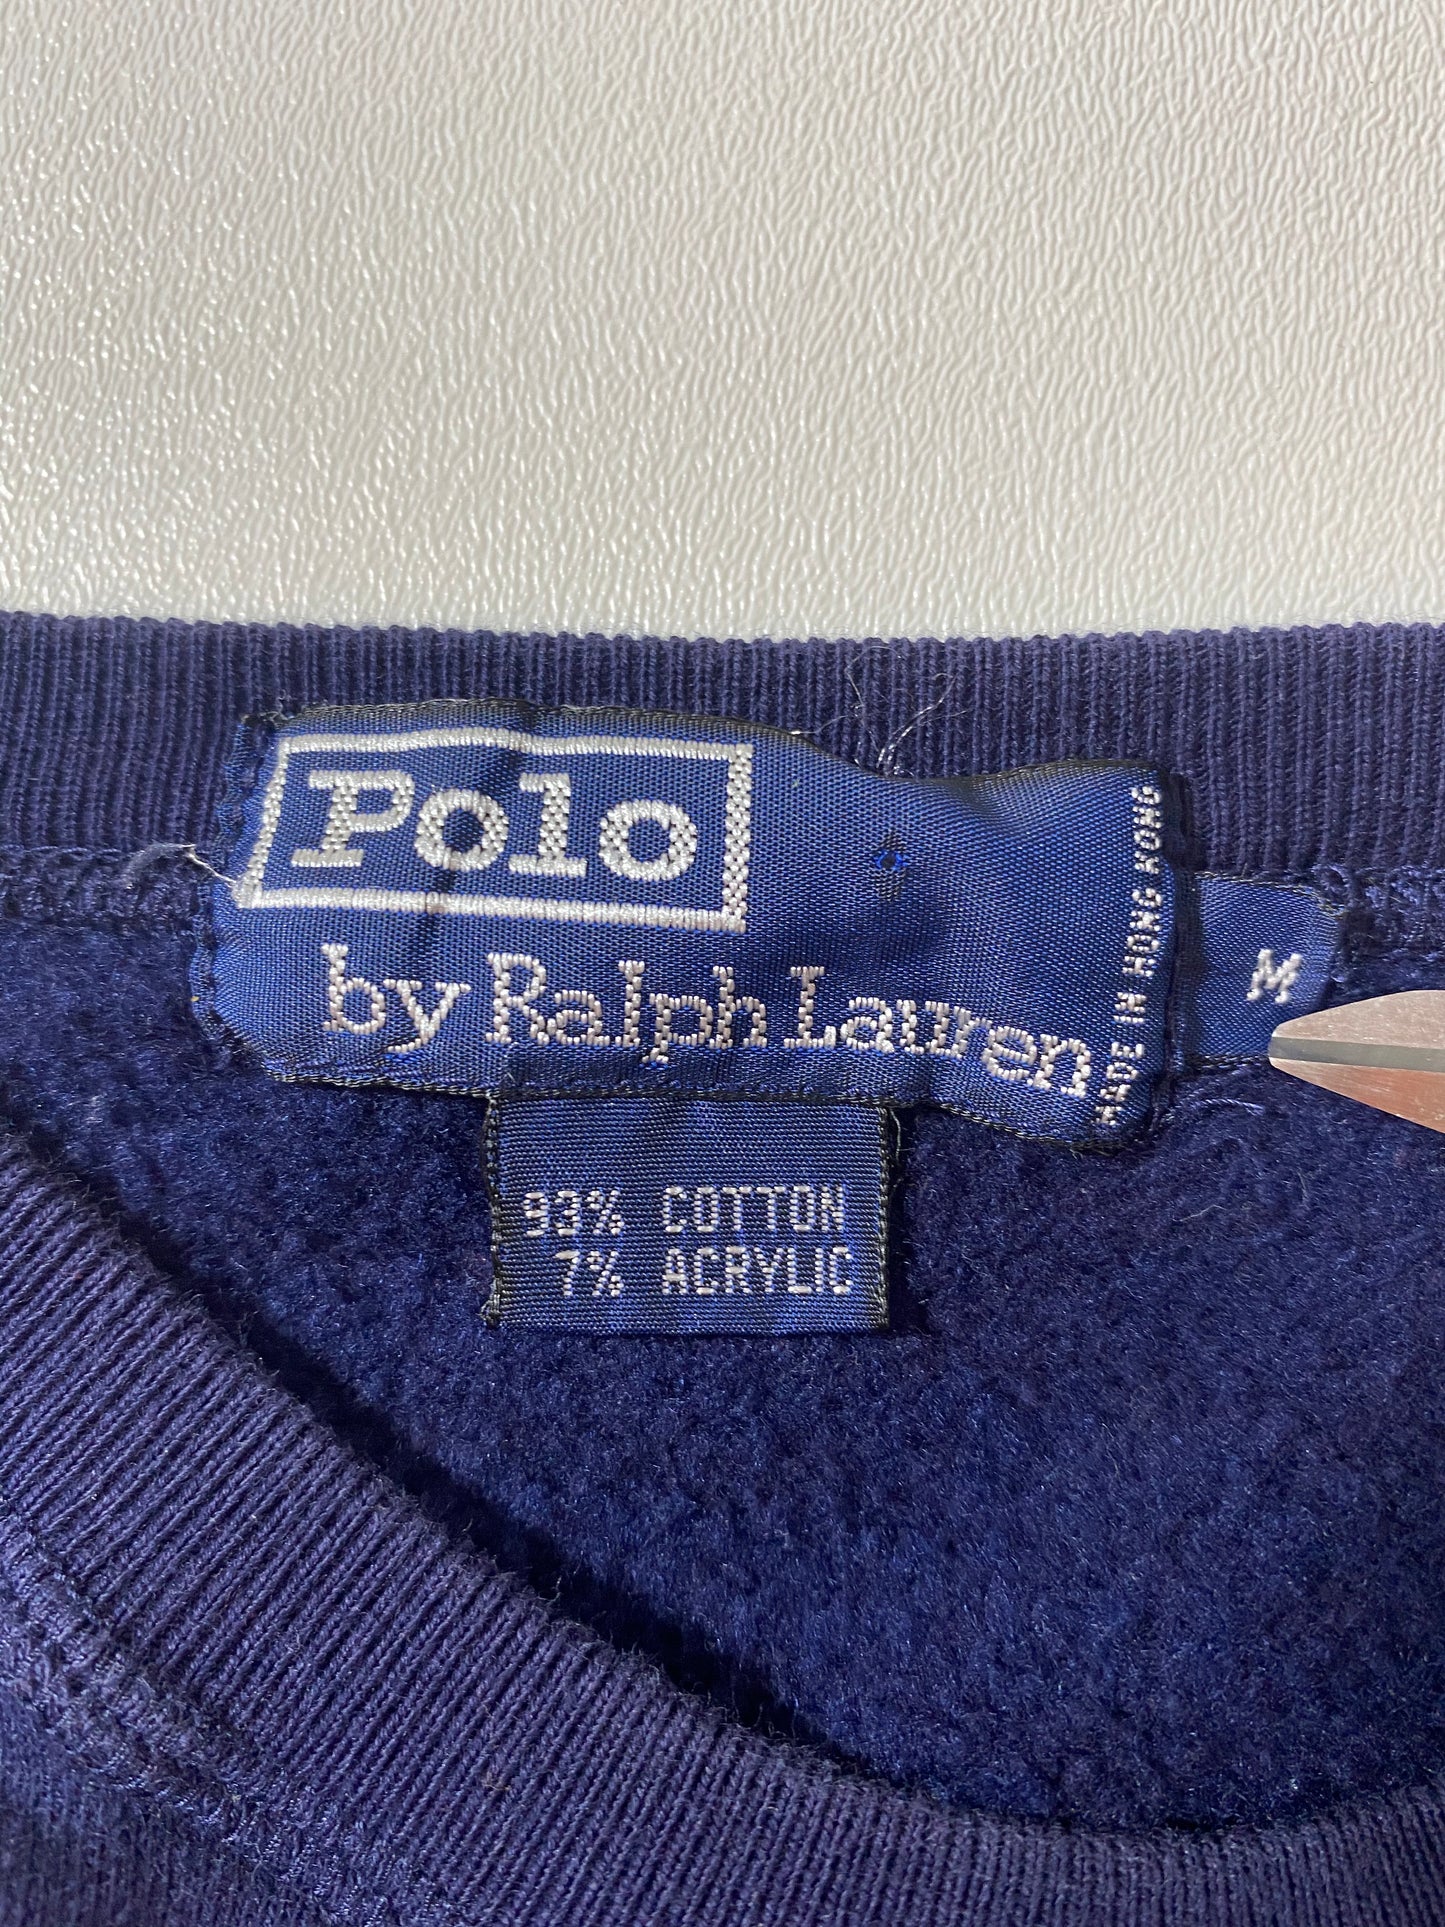 Polo
by Ralph Lauren
MADE IN HONG KONG
M
93% COTTON
7% ACRYLIC